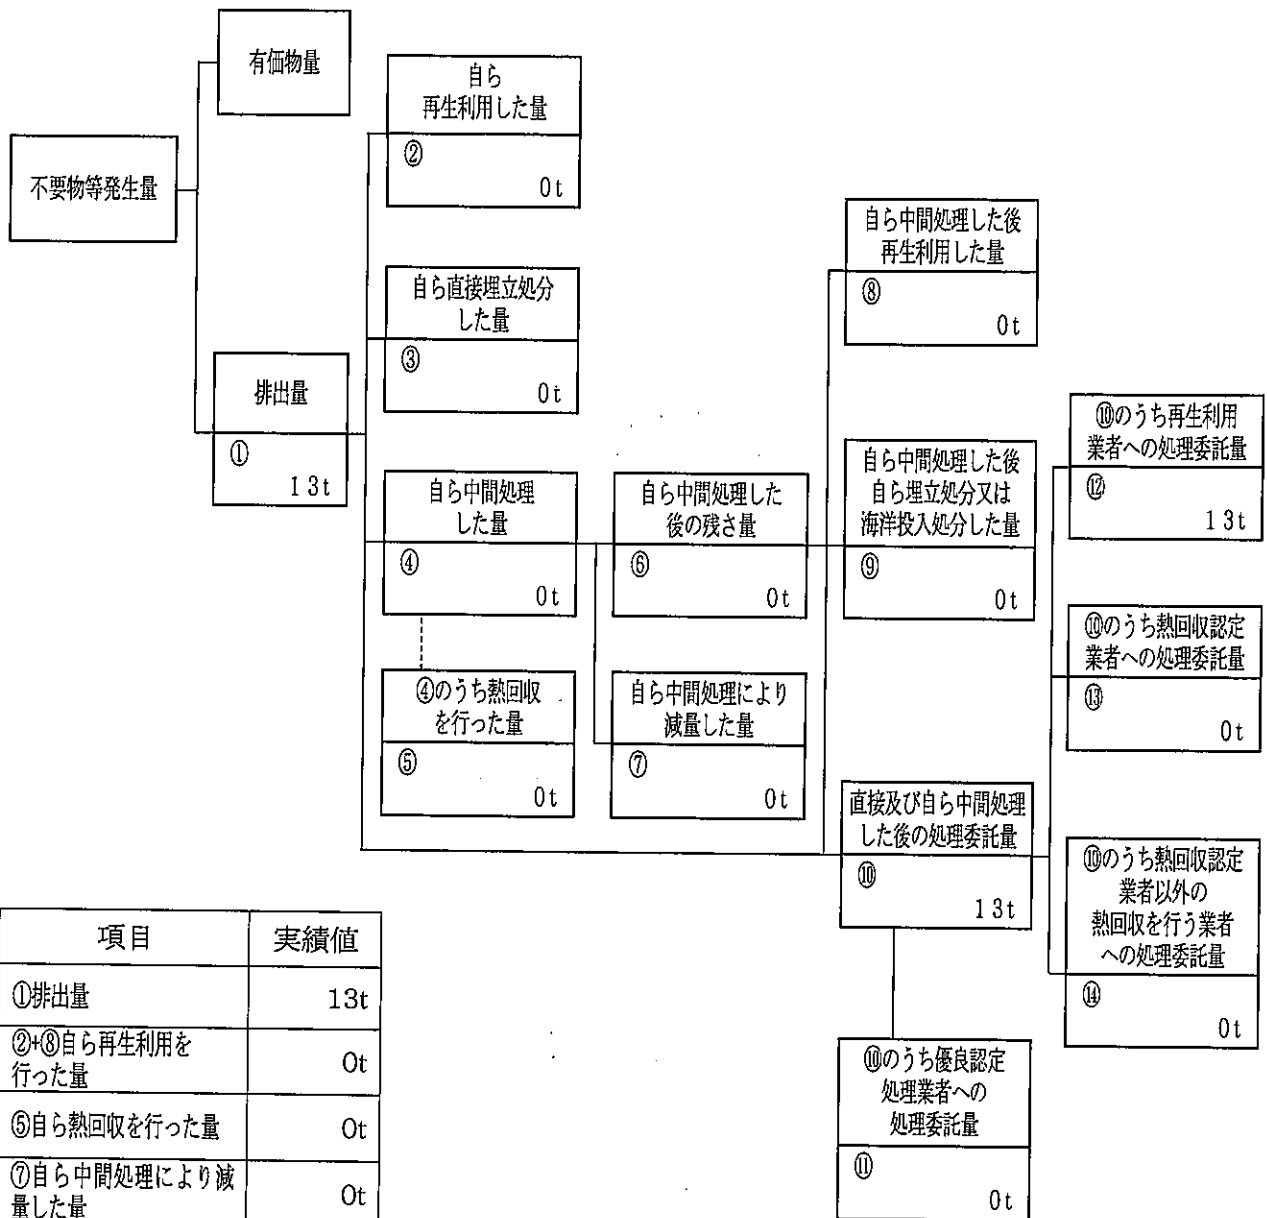 有価物量
不要物等発生量
排出量
①
13t
自ら
再生利用した量
②
0t
自ら直接埋立処分
した量
③
0t
自ら中間処理
した量
④
0t
④のうち熱回収
を行った量
⑤
0t
自ら中間処理した
後の残さ量
⑥
0t
自ら中間処理により
減量した量
⑦
0t
自ら中間処理した後
再生利用した量
⑧
0t
自ら中間処理した後
自ら埋立処分又は
海洋投入処分した量
⑨
0t
直接及び自ら中間処理
した後の処理委託量
⑩
13t
⑩のうち優良認定
処理業者への
処理委託量
⑪
0t
⑩のうち再生利用
業者への処理委託量
⑫
13t
⑩のうち熱回収認定
業者への処理委託量
⑬
0t
⑩のうち熱回収認定
業者以外の
熱回収を行う業者
への処理委託量
⑭
0t
項目 実績値
①排出量 13t
②+⑧自ら再生利用を
行った量 0t
⑤自ら熱回収を行った量 0t
⑦自ら中間処理により減
量した量 0t